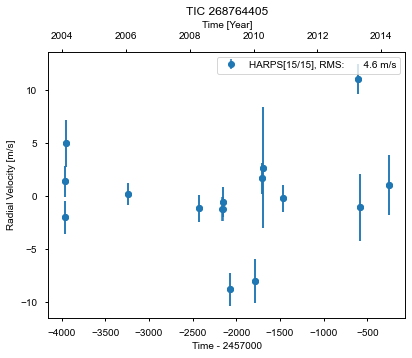 TIC 268764405
Time [Year]
2004 2006 2008 2010 2012 2014
HARPS[15/15], RMS: 4.6 m/s
Radial Velocity [m/s]
10
5
0
−5
−10
−4000 −3500 −3000 −2500 −2000 −1500 −1000 −500
Time - 2457000